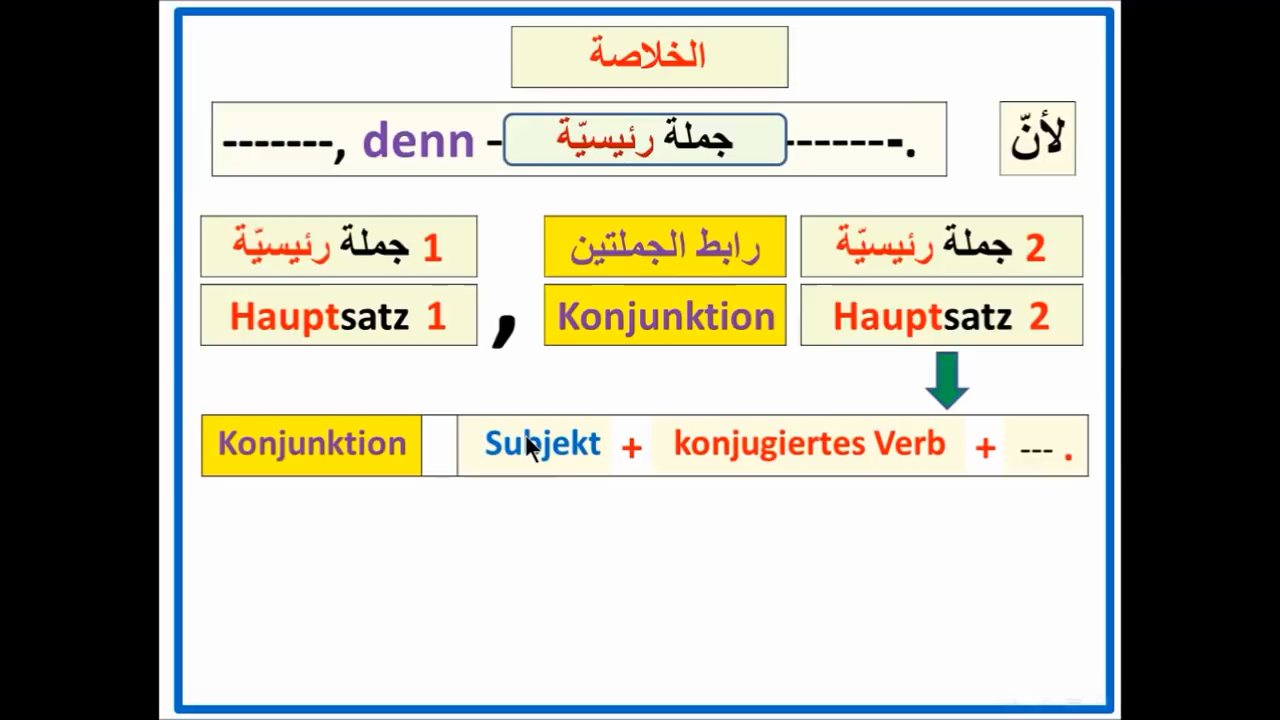 الخلاصة
-------, denn - جملة رئيسيّة -------. لأنّ
جملة رئيسيّة 1 رابط الجملتين جملة رئيسيّة 2
Hauptsatz 1 , Konjunktion Hauptsatz 2
Konjunktion Subjekt + konjugiertes Verb + --- .